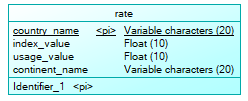 rate
country_name <pi> Variable characters (20)
index_value Float (10)
usage_value Float (10)
continent_name Variable characters (20)
Identifier_1 <pi>